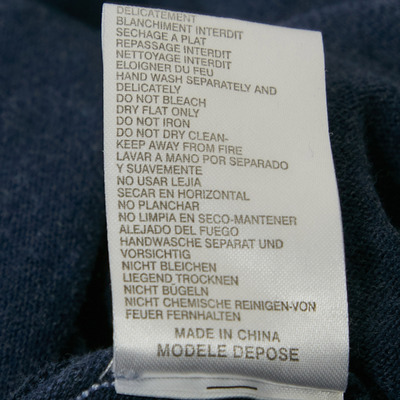 DELICATEMENT
BLANCHIMENT INTERDIT
SECHAGE A PLAT
REPASSAGE INTERDIT
NETTOYAGE INTERDIT
ELOIGNER DU FEU
HAND WASH SEPARATELY AND
DELICATELY
DO NOT BLEACH
DRY FLAT ONLY
DO NOT IRON
DO NOT DRY CLEAN-
KEEP AWAY FROM FIRE
LAVAR A MANO POR SEPARADO
Y SUAVEMENTE
NO USAR LEJIA
SECAR EN HORIZONTAL
NO PLANCHAR
NO LIMPIA EN SECO-MANTENER
ALEJADO DEL FUEGO
HANDWASCHE SEPARAT UND
VORSICHTIG
NICHT BLEICHEN
LIEGEND TROCKNEN
NICHT BÜGELN
NICHT CHEMISCHE REINIGEN-VON
FEUER FERNHALTEN
MADE IN CHINA
MODELE DEPOSE